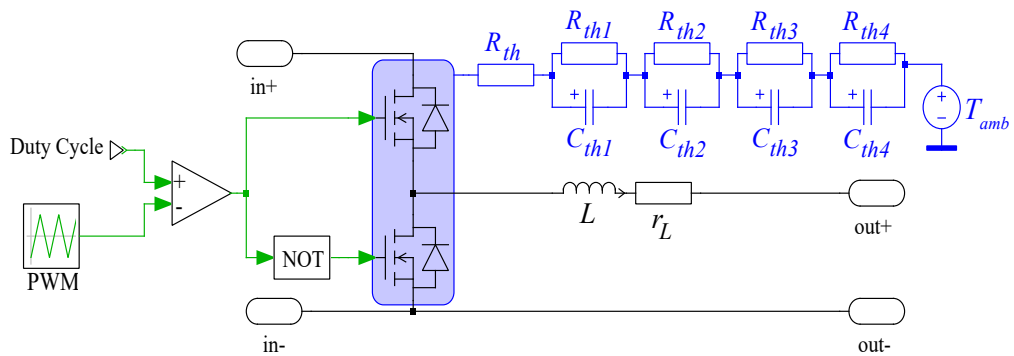 R_th1 R_th2 R_th3 R_th4
R_th
in+
+ + + + +
-
T_amb
C_th1 C_th2 C_th3 C_th4
Duty Cycle
+
-
L r_L
out+
PWM
NOT
in-
out-